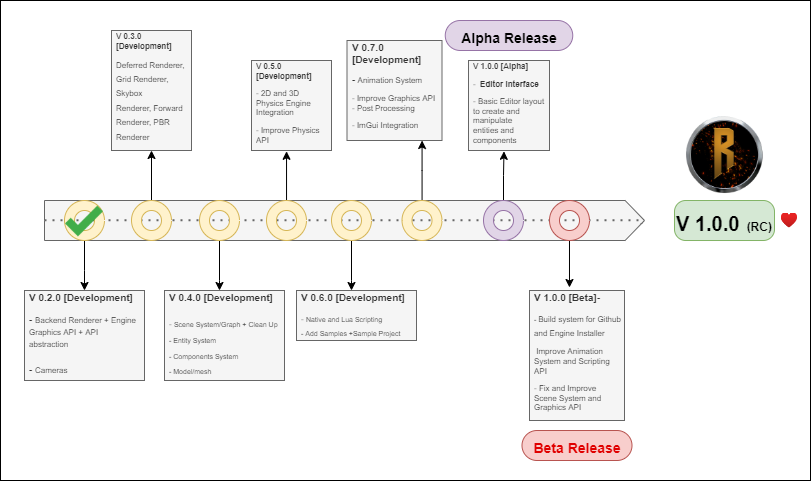 V 0.3.0
[Development]
Deferred Renderer,
Grid Renderer,
Skybox
Renderer, Forward
Renderer, PBR
Renderer
V 0.5.0
[Development]
- 2D and 3D
Physics Engine
Integration
- Improve Physics
API
V 0.7.0
[Development]
- Animation System
- Improve Graphics API
- Post Processing
- ImGui Integration
Alpha Release
V 1.0.0 [Alpha]
- Editor Interface
- Basic Editor layout
to create and
manipulate
entities and
components
R
V 1.0.0 (RC)
V 0.2.0 [Development]
- Backend Renderer + Engine
Graphics API + API
abstraction
- Cameras
V 0.4.0 [Development]
- Scene System/Graph + Clean Up
- Entity System
- Components System
- Model/mesh
V 0.6.0 [Development]
- Native and Lua Scripting
- Add Samples +Sample Project
V 1.0.0 [Beta]-
- Build system for Github
and Engine Installer
Improve Animation
System and Scripting
API
- Fix and Improve
Scene System and
Graphics API
Beta Release